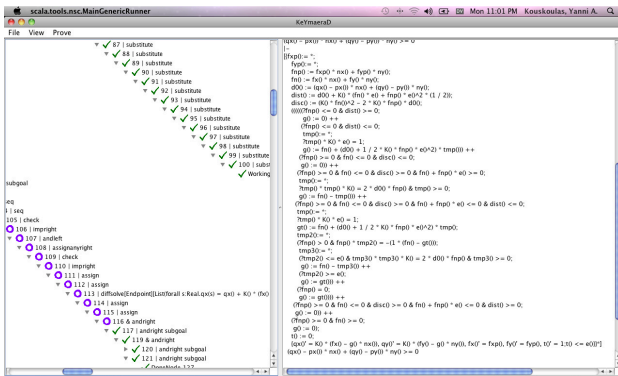 scala.tools.nsc.MainGenericRunner
Mon 11:01 PM Kouskoulas, Yanni A.
KeYmaeraD
File View Prove
87 | substitute
88 | substitute
89 | substitute
90 | substitute
91 | substitute
92 | substitute
93 | substitute
94 | substitute
95 | substitute
96 | substitute
97 | substitute
98 | substitute
99 | substitute
100 | subst
Working
subgoal
seq
| seq
105 | check
106 | impright
107 | andleft
108 | assignanyright
109 | check
110 | impright
111 | assign
112 | assign
113 | diffsolve[Endpoint][List(forall s:Real.qx(s) = qx() + K() * (fx()
114 | assign
115 | assign
116 & andright
117 | andright subgoal
119 & andright
120 | andright subgoal
121 | andright subgoal
(qx() - px()) * nx() + (qy() - py()) * ny() >= 0
|-
[(fxp():= *;
fyp():= *;
fnp() := fxp() * nx() + fyp() * ny();
fn() := fx() * nx() + fy() * ny();
d00 := (qx() - px()) * nx() + (qy() - py()) * ny();
dist() := d0() + K() * (fn() * e() + fnp() * e()^2 * (1 / 2));
disc() := (K() * fn())^2 - 2 * K() * fnp() * d0();
((((((?fnp() <= 0 & dist() >= 0;
g() := 0) ++
(?fnp() <= 0 & dist() <= 0;
tmp():= *;
?tmp() * K() * e() = 1;
g() := fn() + (d0() + 1 / 2 * K() * fnp() * e()^2) * tmp())) ++
(?fnp() >= 0 & fn() <= 0 & disc() <= 0;
g() := 0)) ++
(?fnp() >= 0 & fn() <= 0 & disc() >= 0 & fn() + fnp() * e() >= 0;
tmp():= *;
?tmp() * tmp() * K() = 2 * d0() * fnp() & tmp() >= 0;
g() := fn() - tmp())) ++
(?fnp() >= 0 & fn() <= 0 & disc() >= 0 & fn() + fnp() * e() <= 0 & dist() <= 0;
tmp():= *;
?tmp() * K() * e() = 1;
gt() := fn() + (d0() + 1 / 2 * K() * fnp() * e()^2) * tmp();
tmp2():= *;
(?fnp() > 0 & fnp() * tmp2() = -(1 * (fn() - gt()));
tmp3():= *;
(?tmp2() <= e() & tmp3() * tmp3() * K() = 2 * d0() * fnp() & tmp3() >= 0;
g() := fn() - tmp3()) ++
(?tmp2() >= e();
g() := gt())) ++
(?fnp() = 0;
g() := gt()))) ++
(?fnp() >= 0 & fn() <= 0 & disc() >= 0 & fn() + fnp() * e() <= 0 & dist() >= 0;
g() := 0)) ++
(?fnp() >= 0 & fn() >= 0;
g() := 0);
t() := 0;
{qx()' = K() * (fx() - g() * nx()), qy()' = K() * (fy() - g() * ny()), fx()' = fxp(), fy()' = fyp(), t()' = 1;t() <= e()})*]
(qx() - px()) * nx() + (qy() - py()) * ny() >= 0